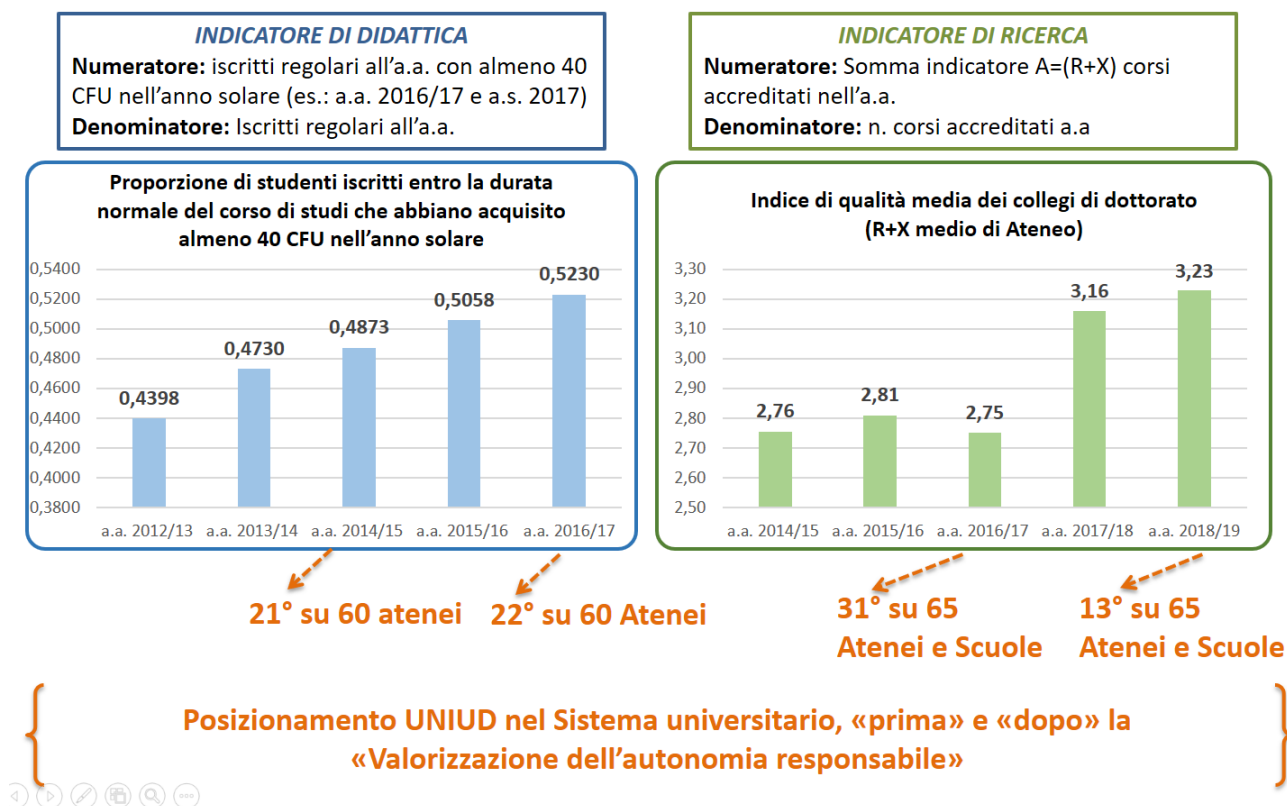 INDICATORE DI DIDATTICA
Numeratore: iscritti regolari all'a.a. con almeno 40
CFU nell'anno solare (es.: a.a. 2016/17 e a.s. 2017)
Denominatore: Iscritti regolari all'a.a.
INDICATORE DI RICERCA
Numeratore: Somma indicatore A=(R+X) corsi
accreditati nell'a.a.
Denominatore: n. corsi accreditati a.a
Proporzione di studenti iscritti entro la durata
normale del corso di studi che abbiano acquisito
almeno 40 CFU nell'anno solare
0,5400
0,5200
0,5000
0,4800
0,4600
0,4400
0,4200
0,4000
0,3800
0,4398
0,4730
0,4873
0,5058
0,5230
a.a. 2012/13
a.a. 2013/14
a.a. 2014/15
a.a. 2015/16
a.a. 2016/17
Indice di qualità media dei collegi di dottorato
(R+X medio di Ateneo)
3,30
3,20
3,10
3,00
2,90
2,80
2,70
2,60
2,50
2,76
2,81
2,75
3,16
3,23
a.a. 2014/15
a.a. 2015/16
a.a. 2016/17
a.a. 2017/18
a.a. 2018/19
21° su 60 atenei
22° su 60 Atenei
31° su 65
Atenei e Scuole
13° su 65
Atenei e Scuole
Posizionamento UNIUD nel Sistema universitario, «prima» e «dopo» la
«Valorizzazione dell'autonomia responsabile»